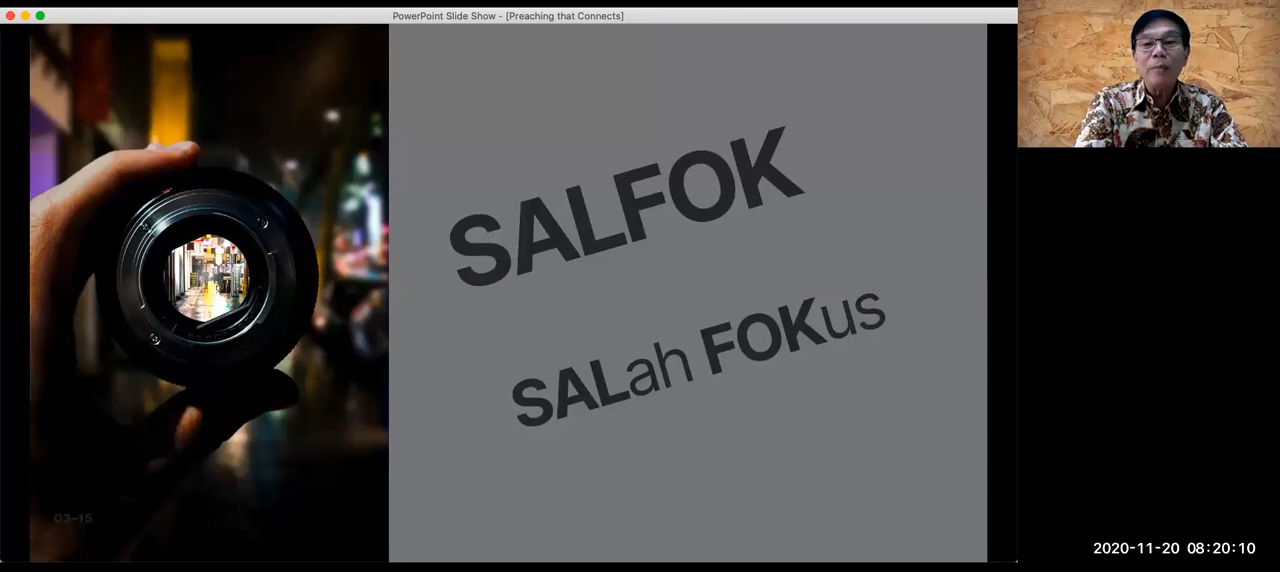 PowerPoint Slide Show - [Preaching that Connects]
SALFOK
SALah FOKus
03-15
2020-11-20 08:20:10